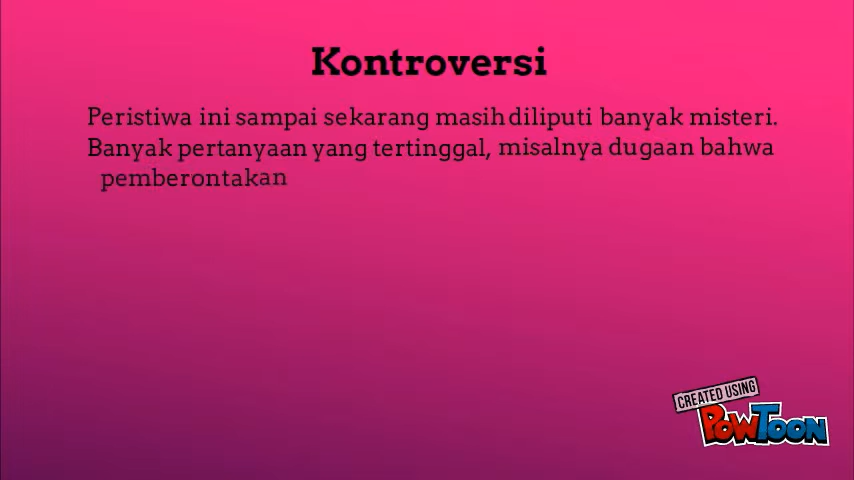 Kontroversi
Peristiwa ini sampai sekarang masih diliputi banyak misteri.
Banyak pertanyaan yang tertinggal, misalnya dugaan bahwa
pemberontakan
CREATED USING
POWTOON